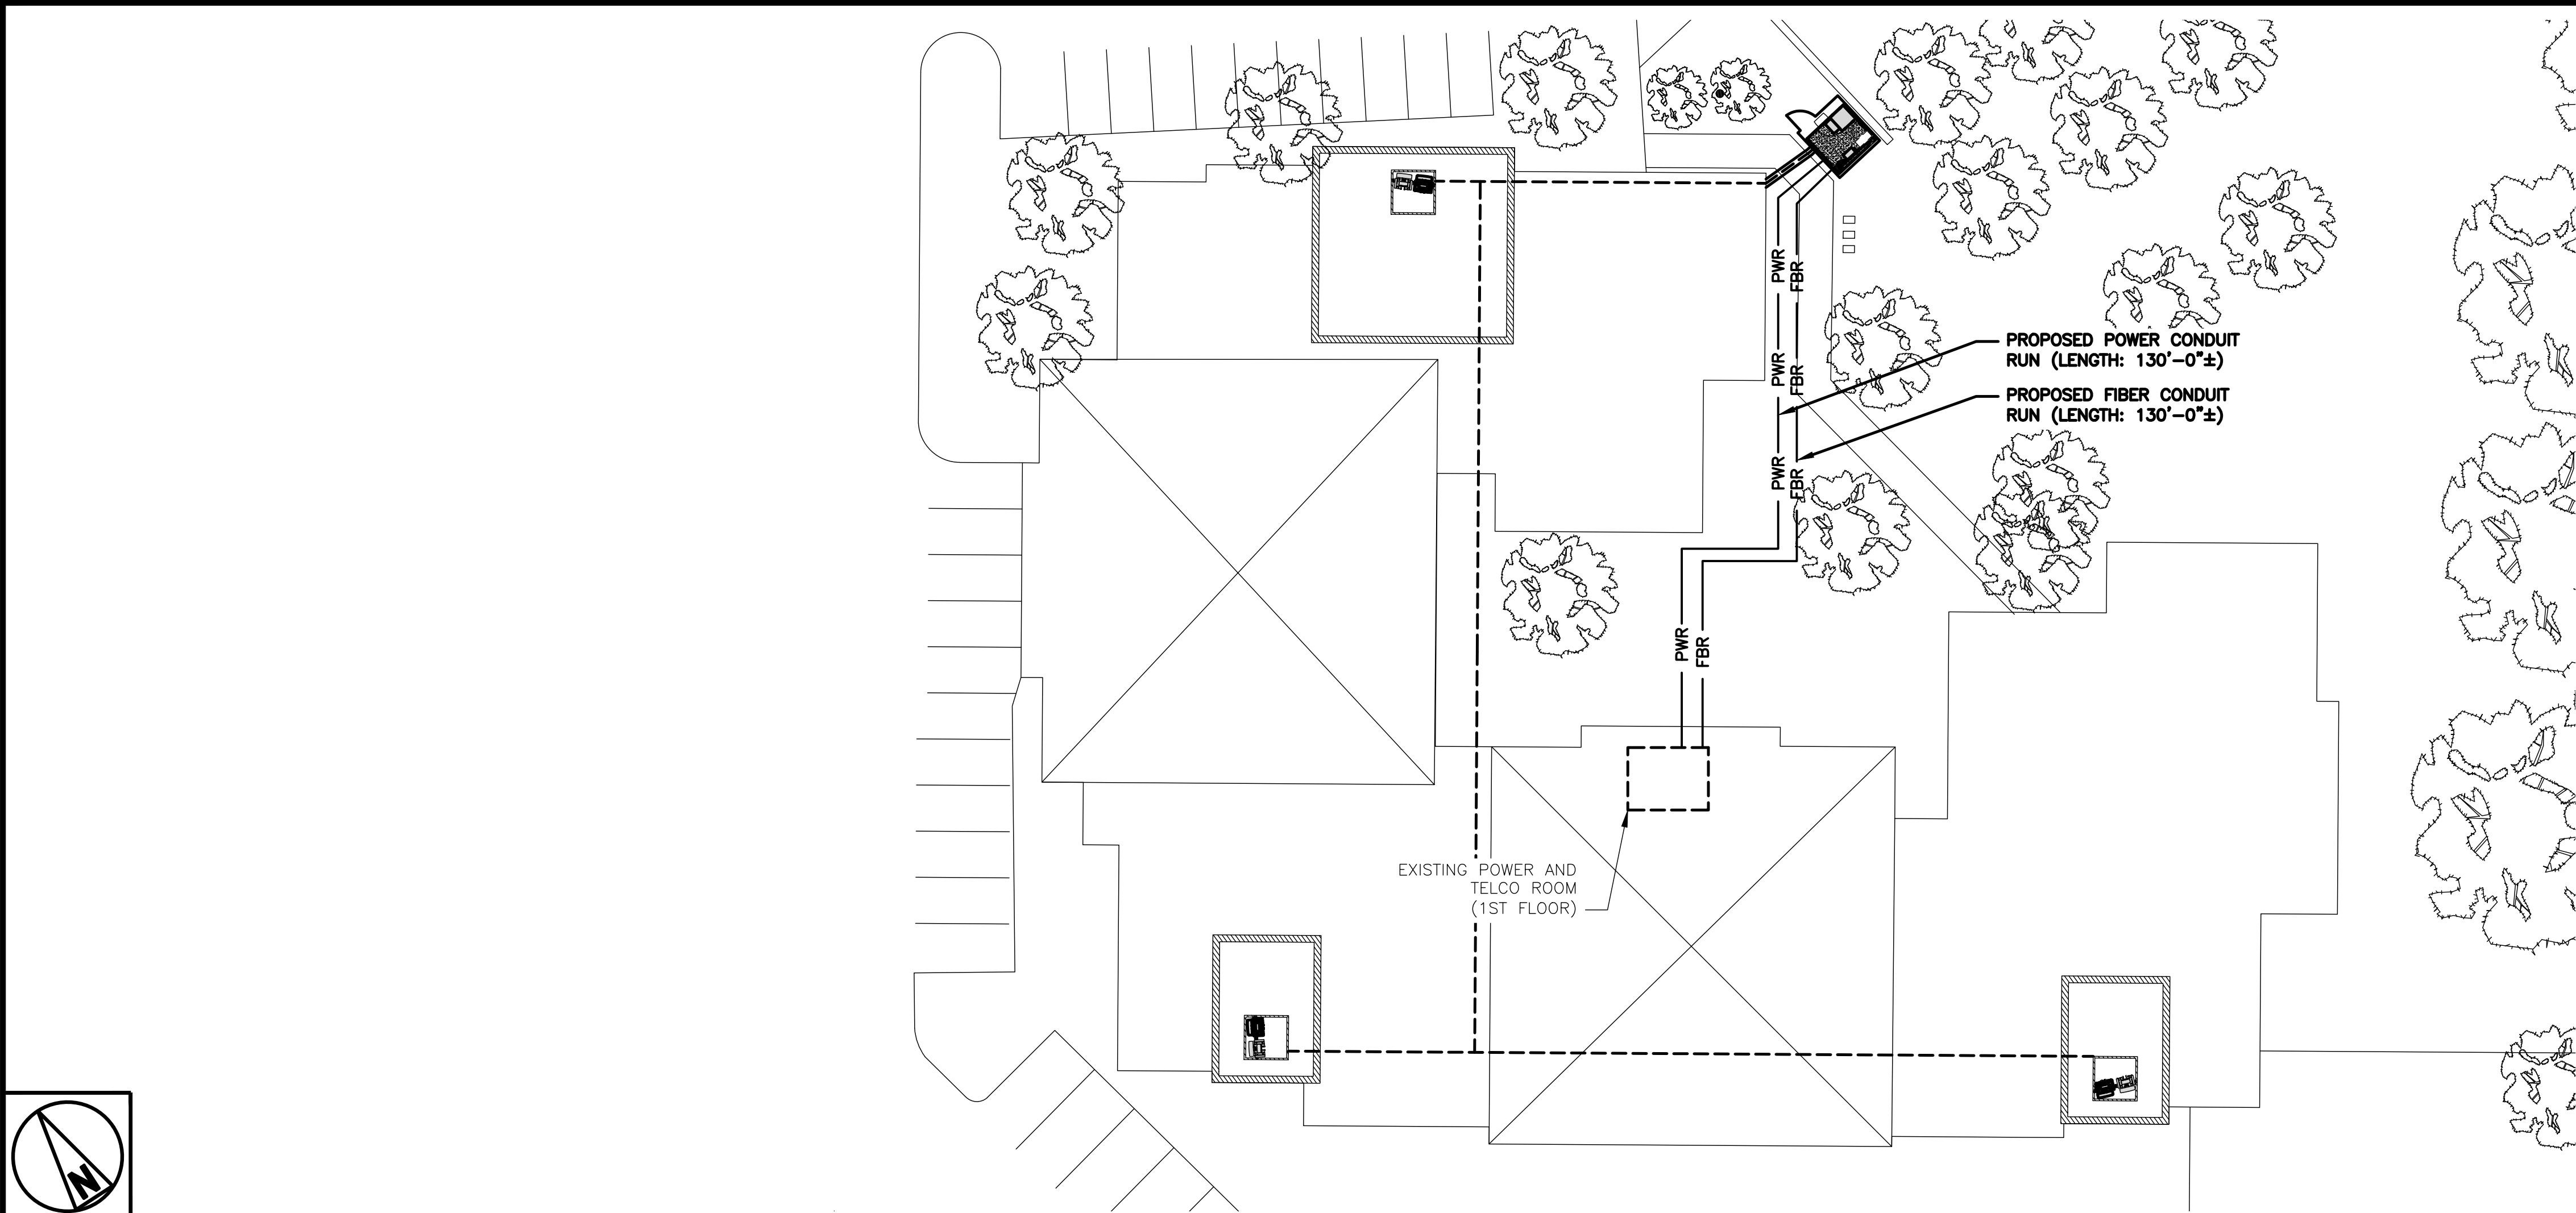 PWR
FBR
PWR
FBR
PROPOSED POWER CONDUIT
RUN (LENGTH: 130'-0"±)
PROPOSED FIBER CONDUIT
RUN (LENGTH: 130'-0"±)
PWR
FBR
PWR
FBR
EXISTING POWER AND
TELCO ROOM
(1ST FLOOR)
N